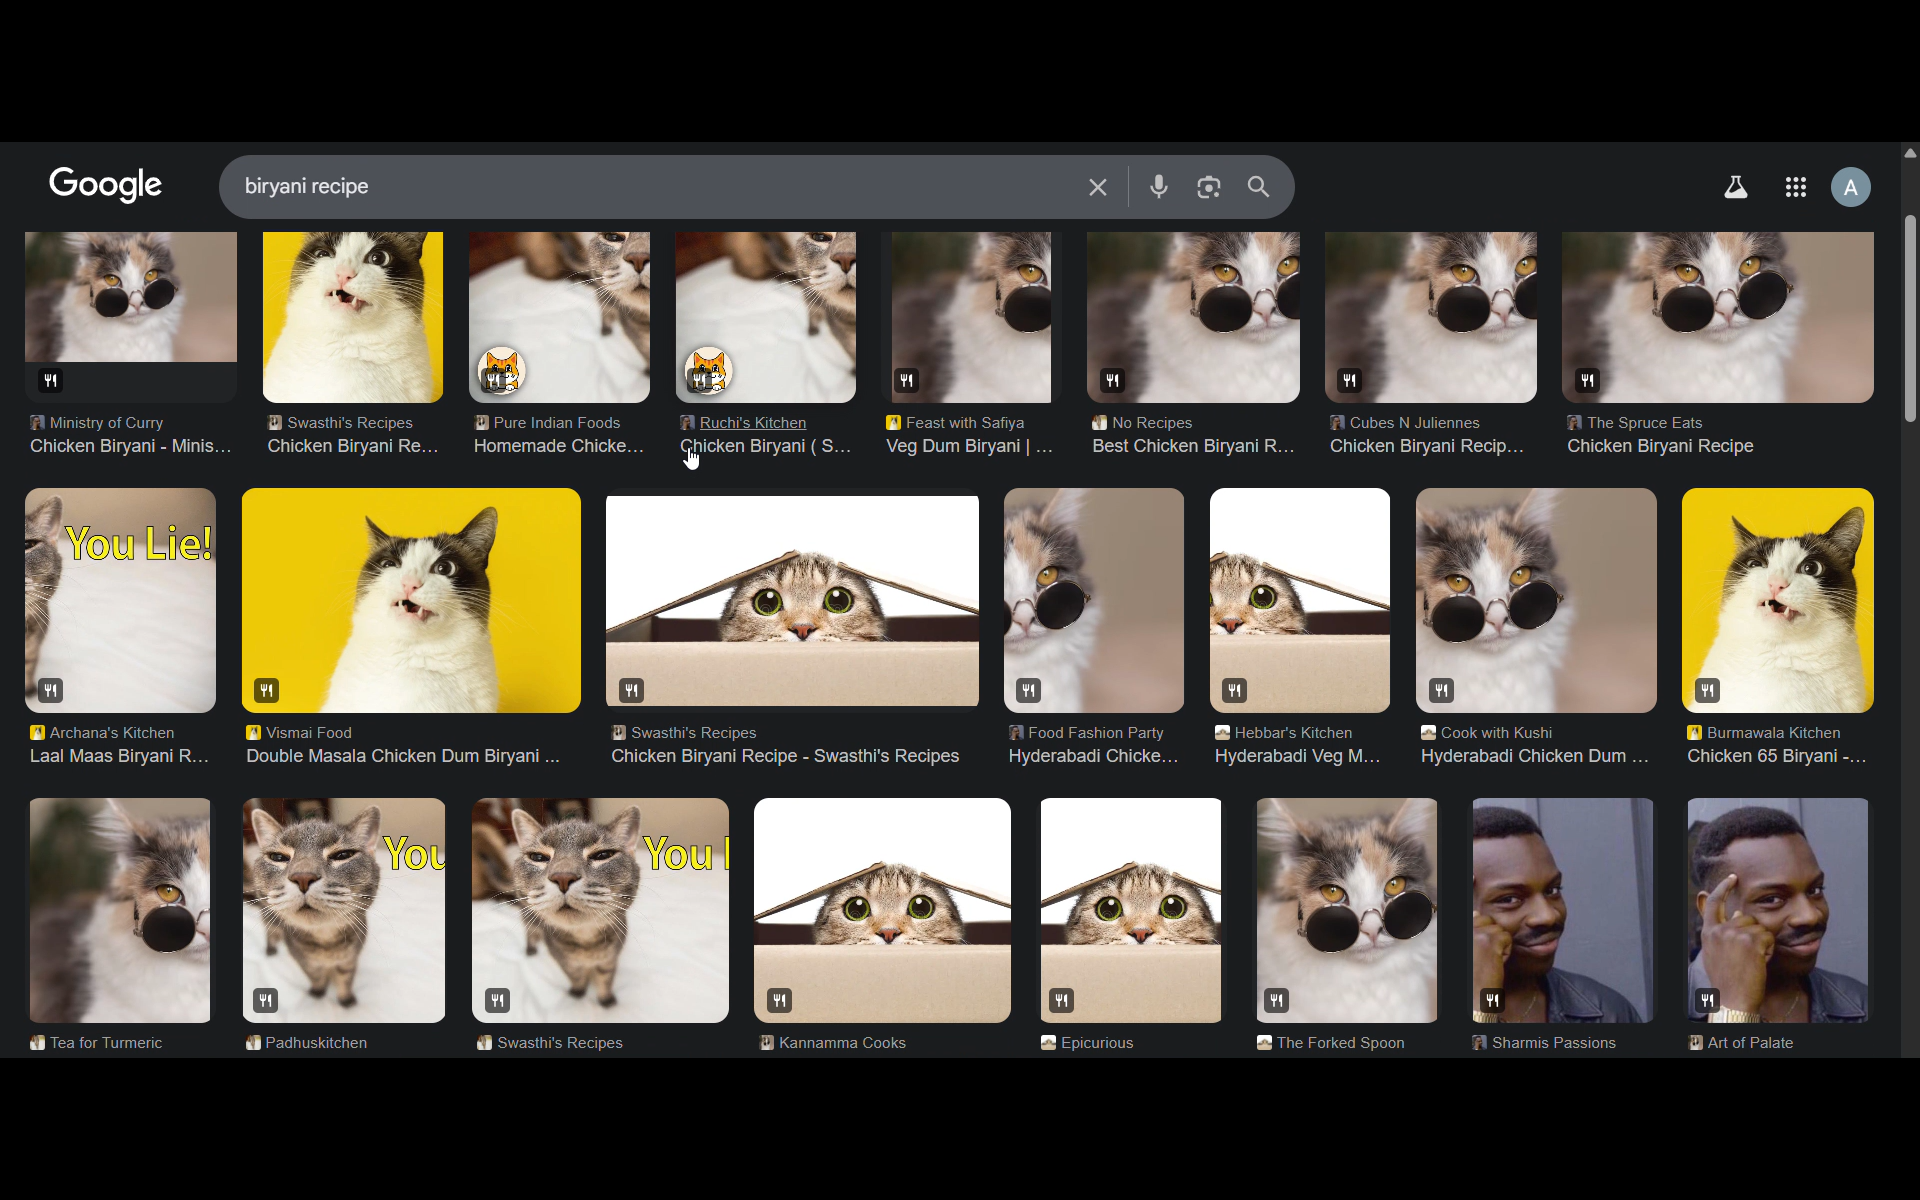 Google
biryani recipe
A
Ministry of Curry
Chicken Biryani - Minis...
Swasthi's Recipes
Chicken Biryani Re...
Pure Indian Foods
Homemade Chicke...
Ruchi's Kitchen
Chicken Biryani ( S...
Feast with Safiya
Veg Dum Biryani | ...
No Recipes
Best Chicken Biryani R...
Cubes N Juliennes
Chicken Biryani Recip...
The Spruce Eats
Chicken Biryani Recipe
You Lie!
Archana's Kitchen
Laal Maas Biryani R...
Vismai Food
Double Masala Chicken Dum Biryani ...
Swasthi's Recipes
Chicken Biryani Recipe - Swasthi's Recipes
Food Fashion Party
Hyderabadi Chicke...
Hebbar's Kitchen
Hyderabadi Veg M...
Cook with Kushi
Hyderabadi Chicken Dum ...
Burmawala Kitchen
Chicken 65 Biryani -...
You
You
Tea for Turmeric
Padhuskitchen
Swasthi's Recipes
Kannamma Cooks
Epicurious
The Forked Spoon
Sharmis Passions
Art of Palate